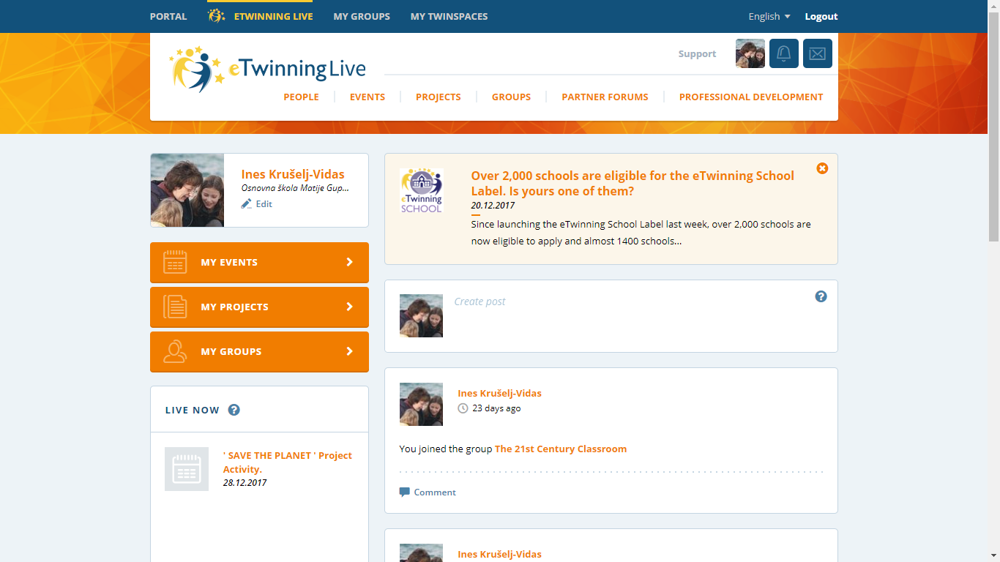 PORTAL ETWINNING LIVE MY GROUPS MY TWINSPACES English Logout
eTwinning Live
Support
PEOPLE EVENTS PROJECTS GROUPS PARTNER FORUMS PROFESSIONAL DEVELOPMENT
Ines Krušelj-Vidas
Osnovna škola Matije Gup...
Edit
MY EVENTS
MY PROJECTS
MY GROUPS
LIVE NOW ?
' SAVE THE PLANET ' Project
Activity.
28.12.2017
eTwinning
SCHOOL
Over 2,000 schools are eligible for the eTwinning School
Label. Is yours one of them?
20.12.2017
Since launching the eTwinning School Label last week, over 2,000 schools are
now eligible to apply and almost 1400 schools...
Create post
?
Ines Krušelj-Vidas
23 days ago
You joined the group The 21st Century Classroom
Comment
Ines Krušelj-Vidas